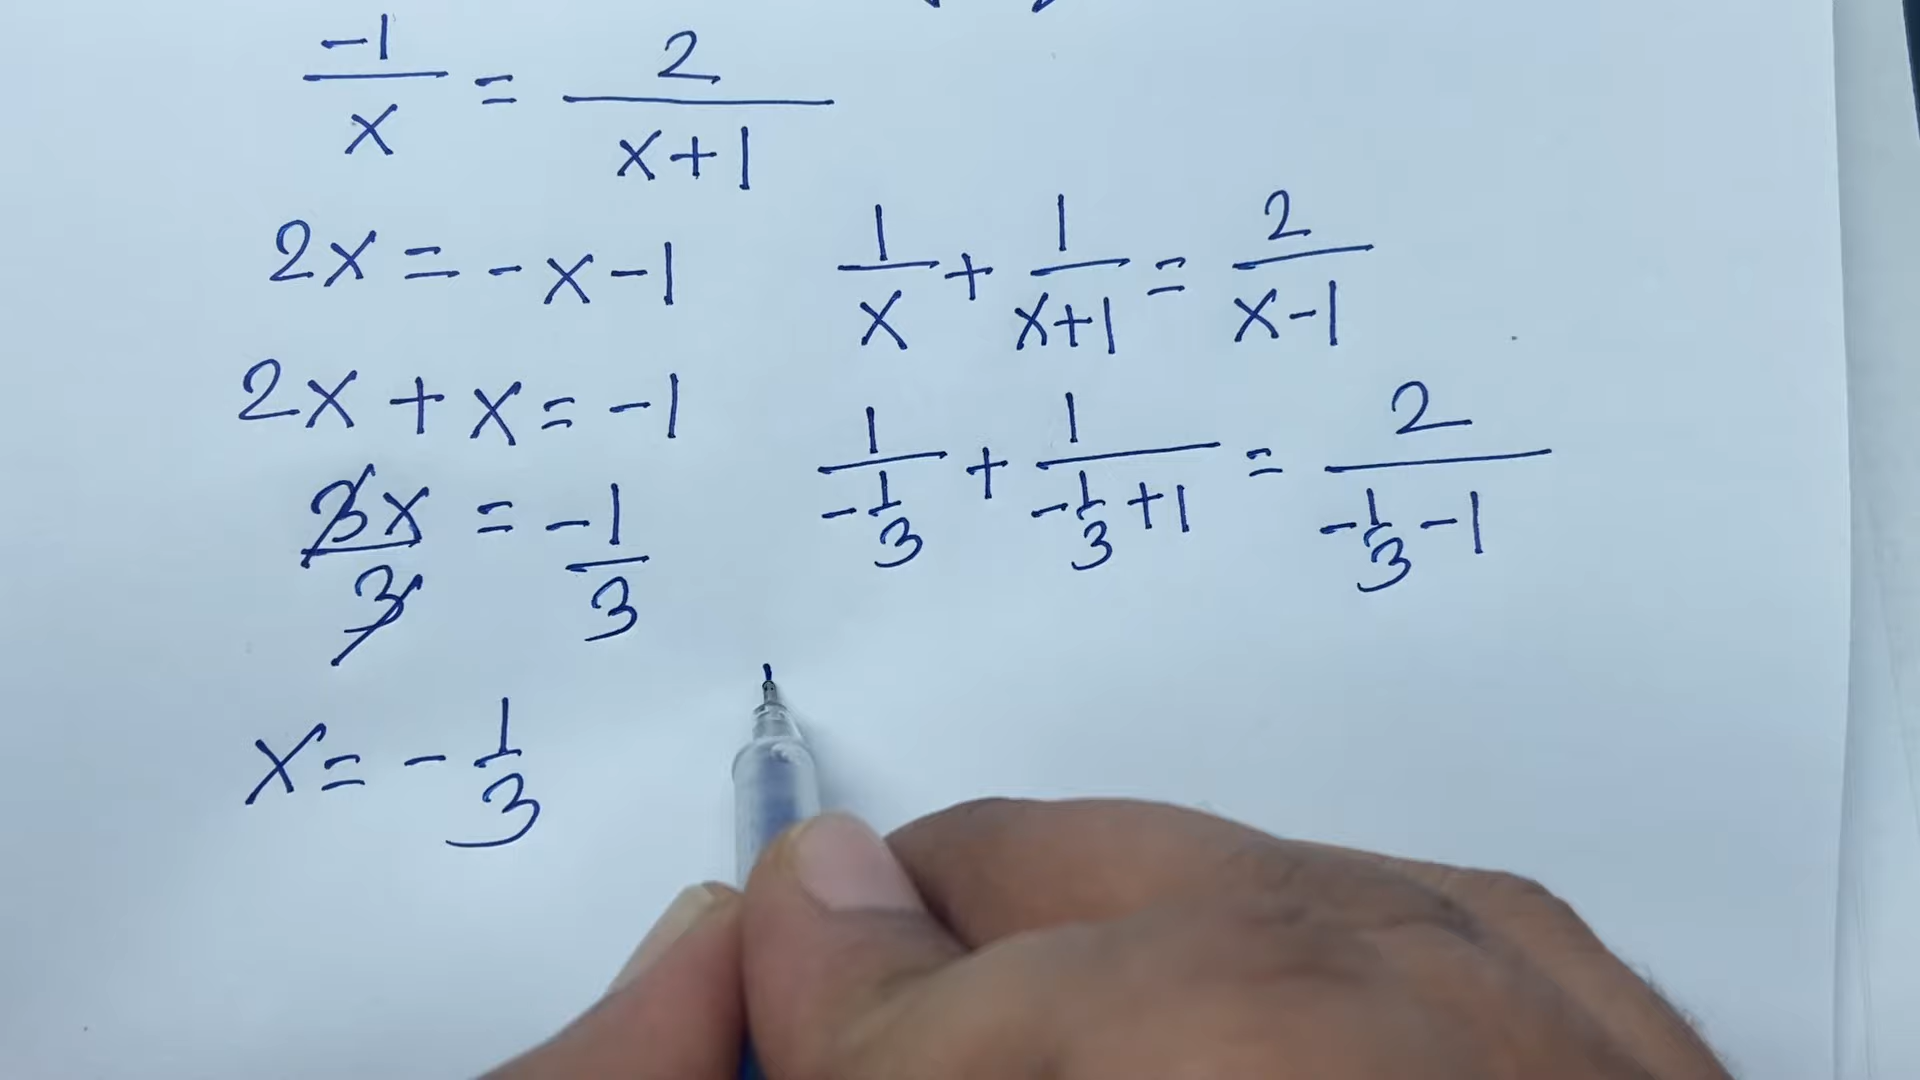 -1/x = 2/(x+1)
2x = -x-1
2x + x = -1
3x/3 = -1/3
x = -1/3
1/x + 1/(x+1) = 2/(x-1)
1/(-1/3) + 1/(-1/3 +1) = 2/(-1/3 -1)